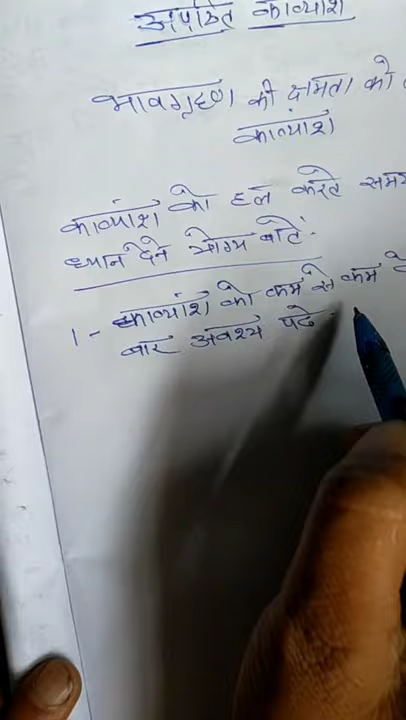 अपठित काव्यांश
भावग्रहण की क्षमता को
काव्यांश
काव्यांश को हल करते समय
ध्यान देने योग्य बातें:
1- काव्यांश को कम से कम
बार अवश्य पढें